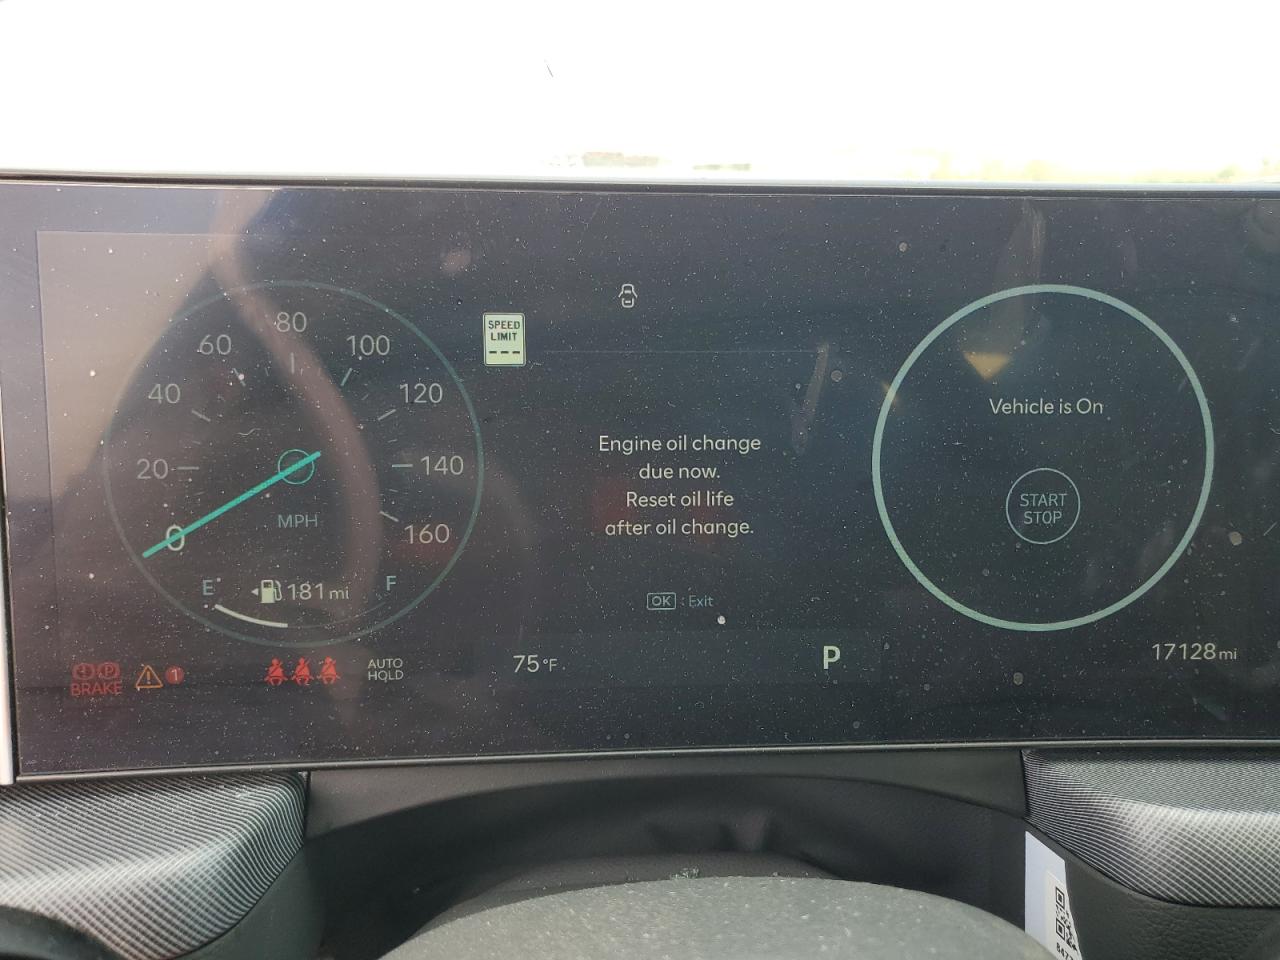 80
60
100
40
120
20
140
0
MPH
160
E
181 mi
F
BRAKE
1
AUTO
HOLD
SPEED
LIMIT
---
Engine oil change
due now.
Reset oil life
after oil change.
OK : Exit
75°F
P
Vehicle is On
START
STOP
17128 mi